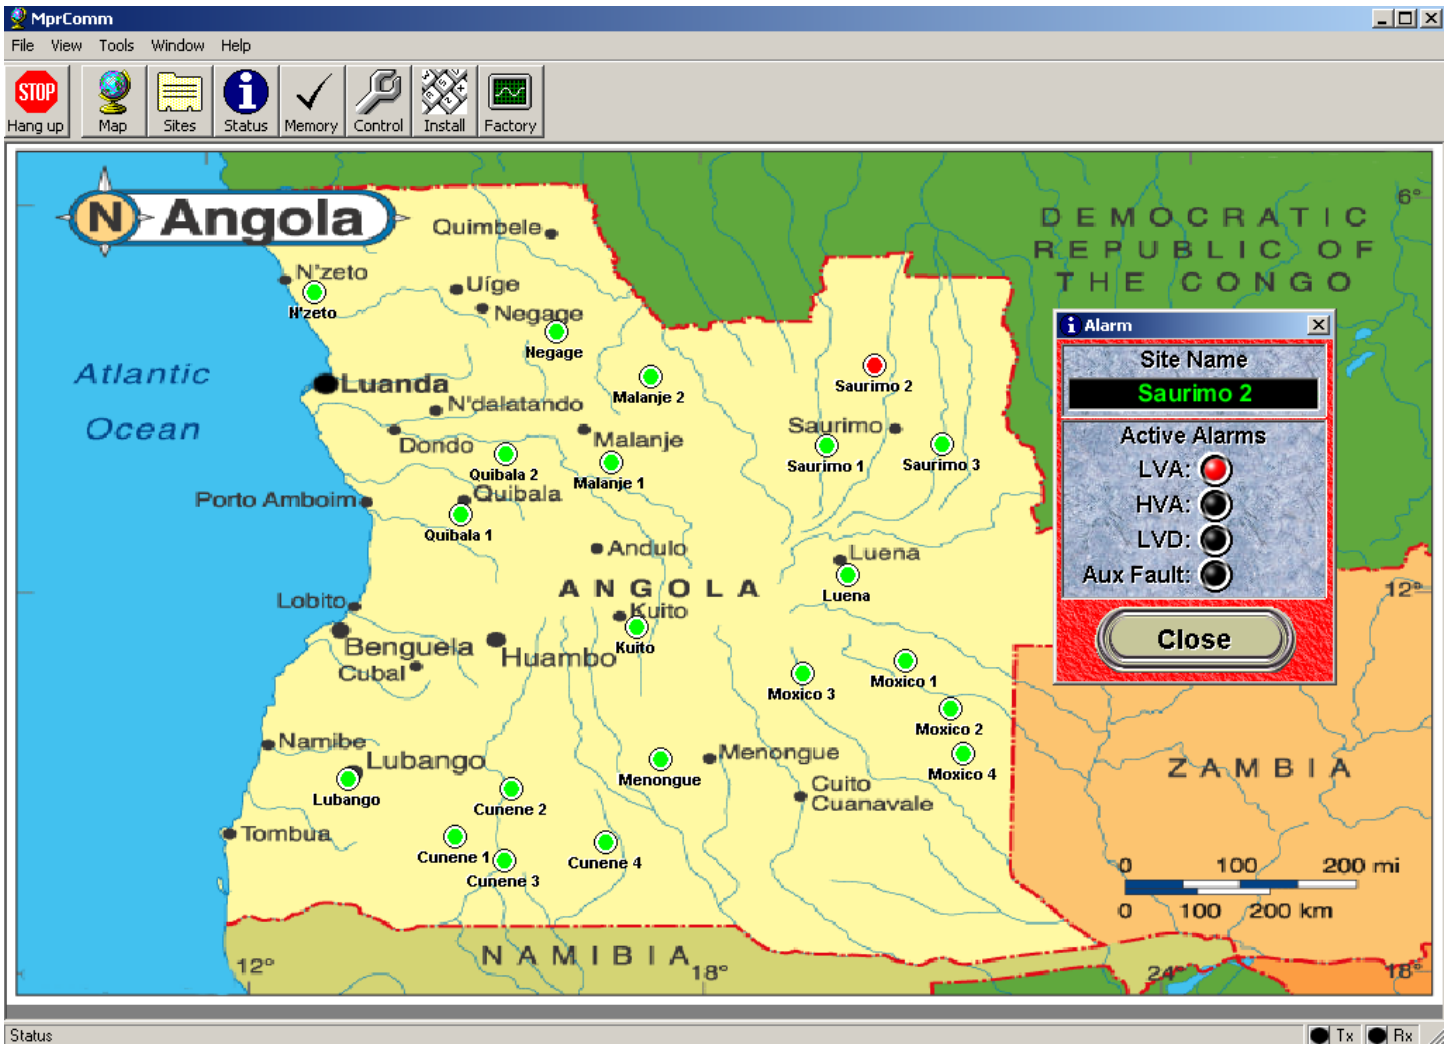 MprComm
File View Tools Window Help
STOP
Hang up Map Sites Status Memory Control Install Factory
N Angola
6°
DEMOCRATIC
REPUBLIC OF
THE CONGO
Quimbele
N'zeto
N'zeto
Uíge
Negage
Negage
Atlantic
Ocean
Luanda
N'dalatando
Malanje 2
Saurimo 2
Dondo
Malanje
Saurimo
Quibala 2
Malanje 1
Saurimo 1
Saurimo 3
Porto Amboim
Quibala
Quibala 1
Andulo
Luena
Luena
ANGOLA
12°
Lobito
Kuito
Kuito
Benguela
Huambo
Cubal
Moxico 3
Moxico 1
Moxico 2
Moxico 4
Namibe
Lubango
Lubango
Menongue
Menongue
ZAMBIA
Cunene 2
Cuito
Cuanavale
Tombua
Cunene 1
Cunene 3
Cunene 4
0 100 200 mi
0 100 200 km
NAMIBIA
12°
18°
24°
18°
Alarm
Site Name
Saurimo 2
Active Alarms
LVA:
HVA:
LVD:
Aux Fault:
Close
Status
Tx Rx